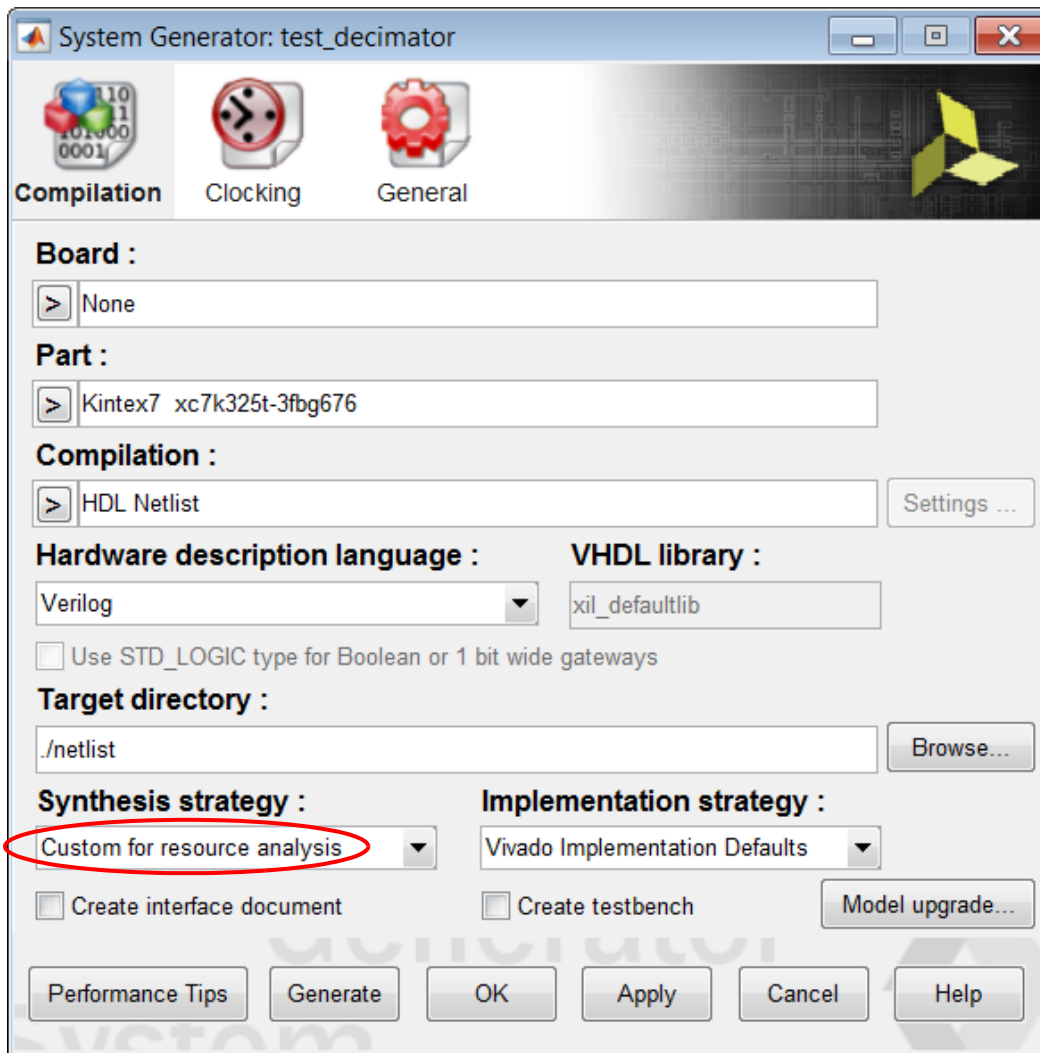 System Generator: test_decimator
Compilation Clocking General
Board :
> None
Part :
> Kintex7 xc7k325t-3fbg676
Compilation :
> HDL Netlist Settings ...
Hardware description language : VHDL library :
Verilog xil_defaultlib
Use STD_LOGIC type for Boolean or 1 bit wide gateways
Target directory :
./netlist Browse...
Synthesis strategy : Implementation strategy :
Custom for resource analysis Vivado Implementation Defaults
Create interface document Create testbench Model upgrade...
Generator
Performance Tips Generate OK Apply Cancel Help
System